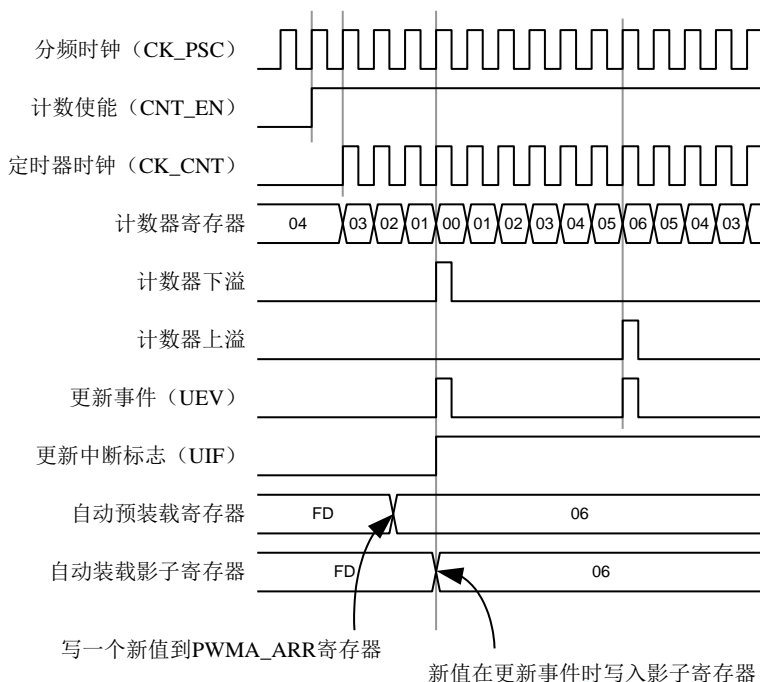 分频时钟（CK_PSC）
计数使能（CNT_EN）
定时器时钟（CK_CNT）
计数器寄存器 04 03 02 01 00 01 02 03 04 05 06 05 04 03
计数器下溢
计数器上溢
更新事件（UEV）
更新中断标志（UIF）
自动预装载寄存器 FD 06
自动装载影子寄存器 FD 06
写一个新值到PWMA_ARR寄存器
新值在更新事件时写入影子寄存器